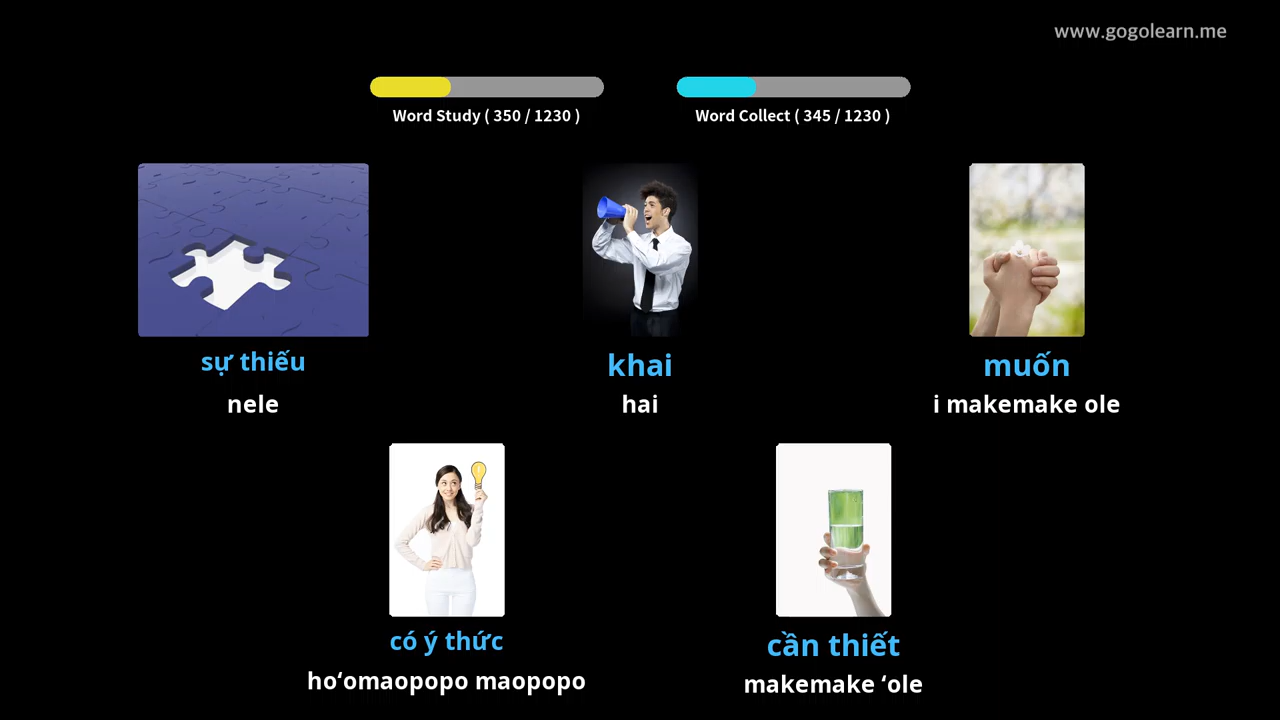 www.gogolearn.me
Word Study ( 350 / 1230 )
Word Collect ( 345 / 1230 )
sự thiếu
nele
khai
hai
muốn
i makemake ole
có ý thức
hoʻomaopopo maopopo
cần thiết
makemake ʻole